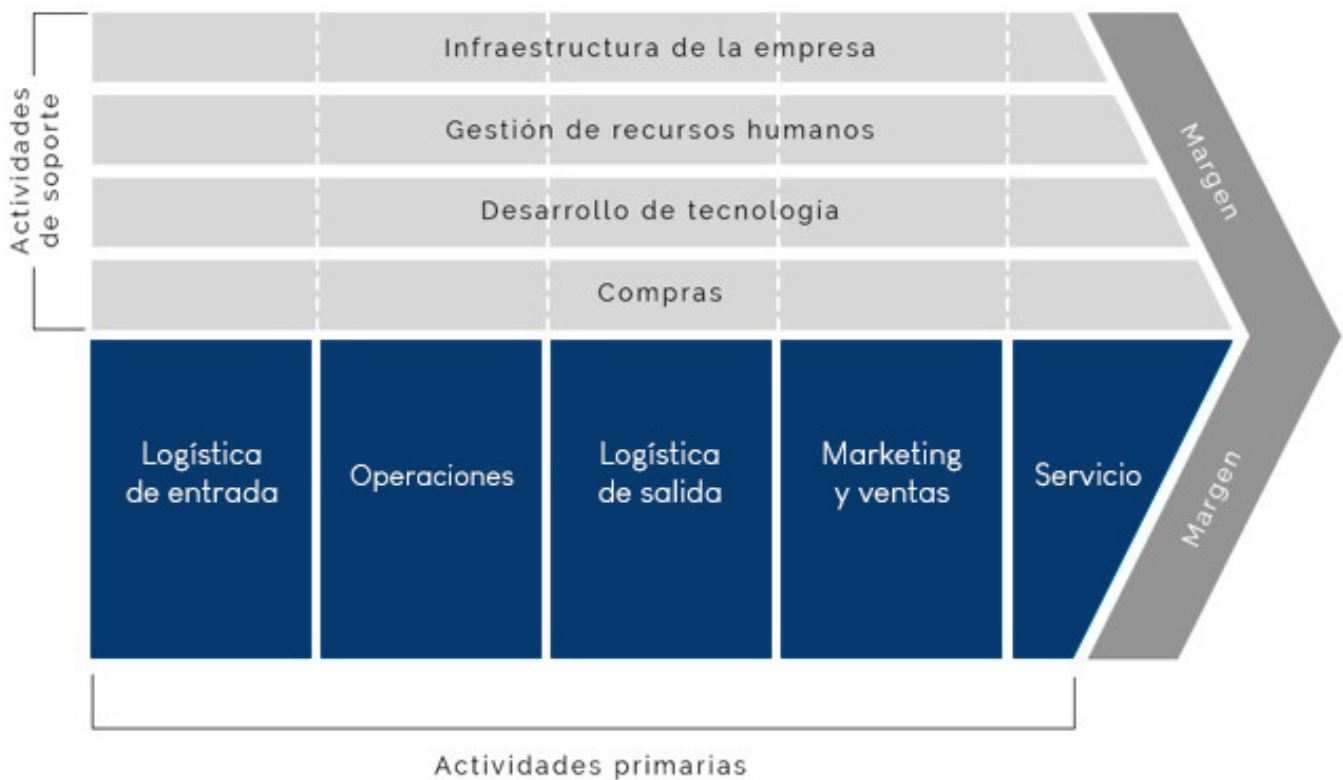 Actividades
de soporte
Infraestructura de la empresa
Gestión de recursos humanos
Desarrollo de tecnología
Compras
Margen
Logística
de entrada
Operaciones
Logística
de salida
Marketing
y ventas
Servicio
Margen
Actividades primarias